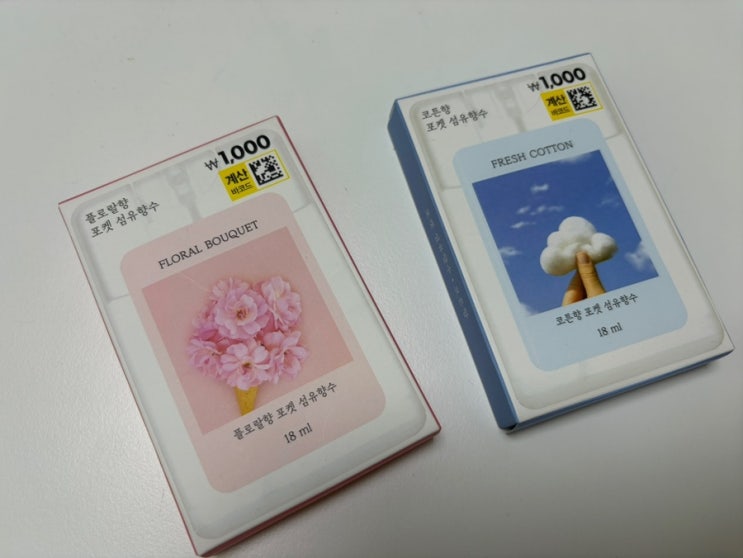 ₩1,000
계산
바코드
플로랄향
포켓 섬유향수
FLORAL BOUQUET
플로랄향 포켓 섬유향수
18 ml
₩1,000
계산
바코드
코튼향
포켓 섬유향수
FRESH COTTON
코튼향 포켓 섬유향수
18 ml